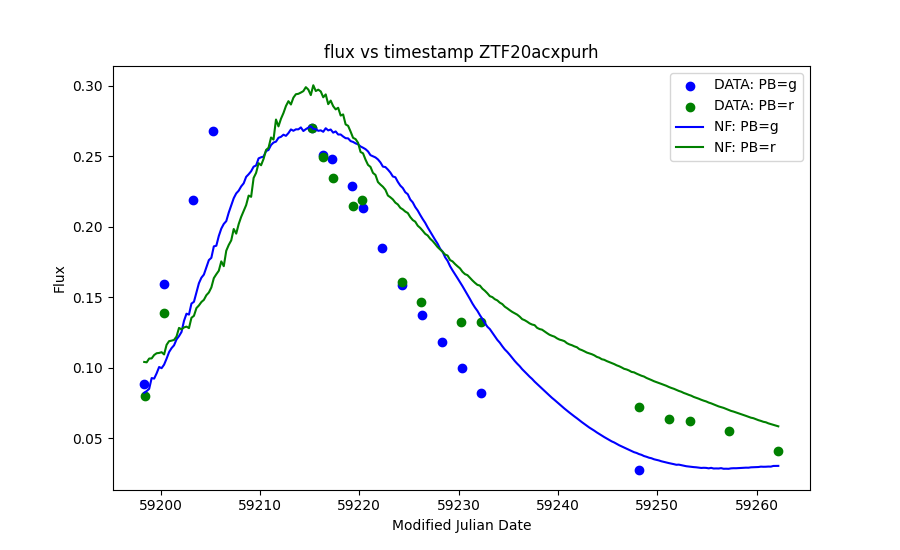 flux vs timestamp ZTF20acxpurh
DATA: PB=g
DATA: PB=r
NF: PB=g
NF: PB=r
Flux
0.30
0.25
0.20
0.15
0.10
0.05
59200 59210 59220 59230 59240 59250 59260
Modified Julian Date